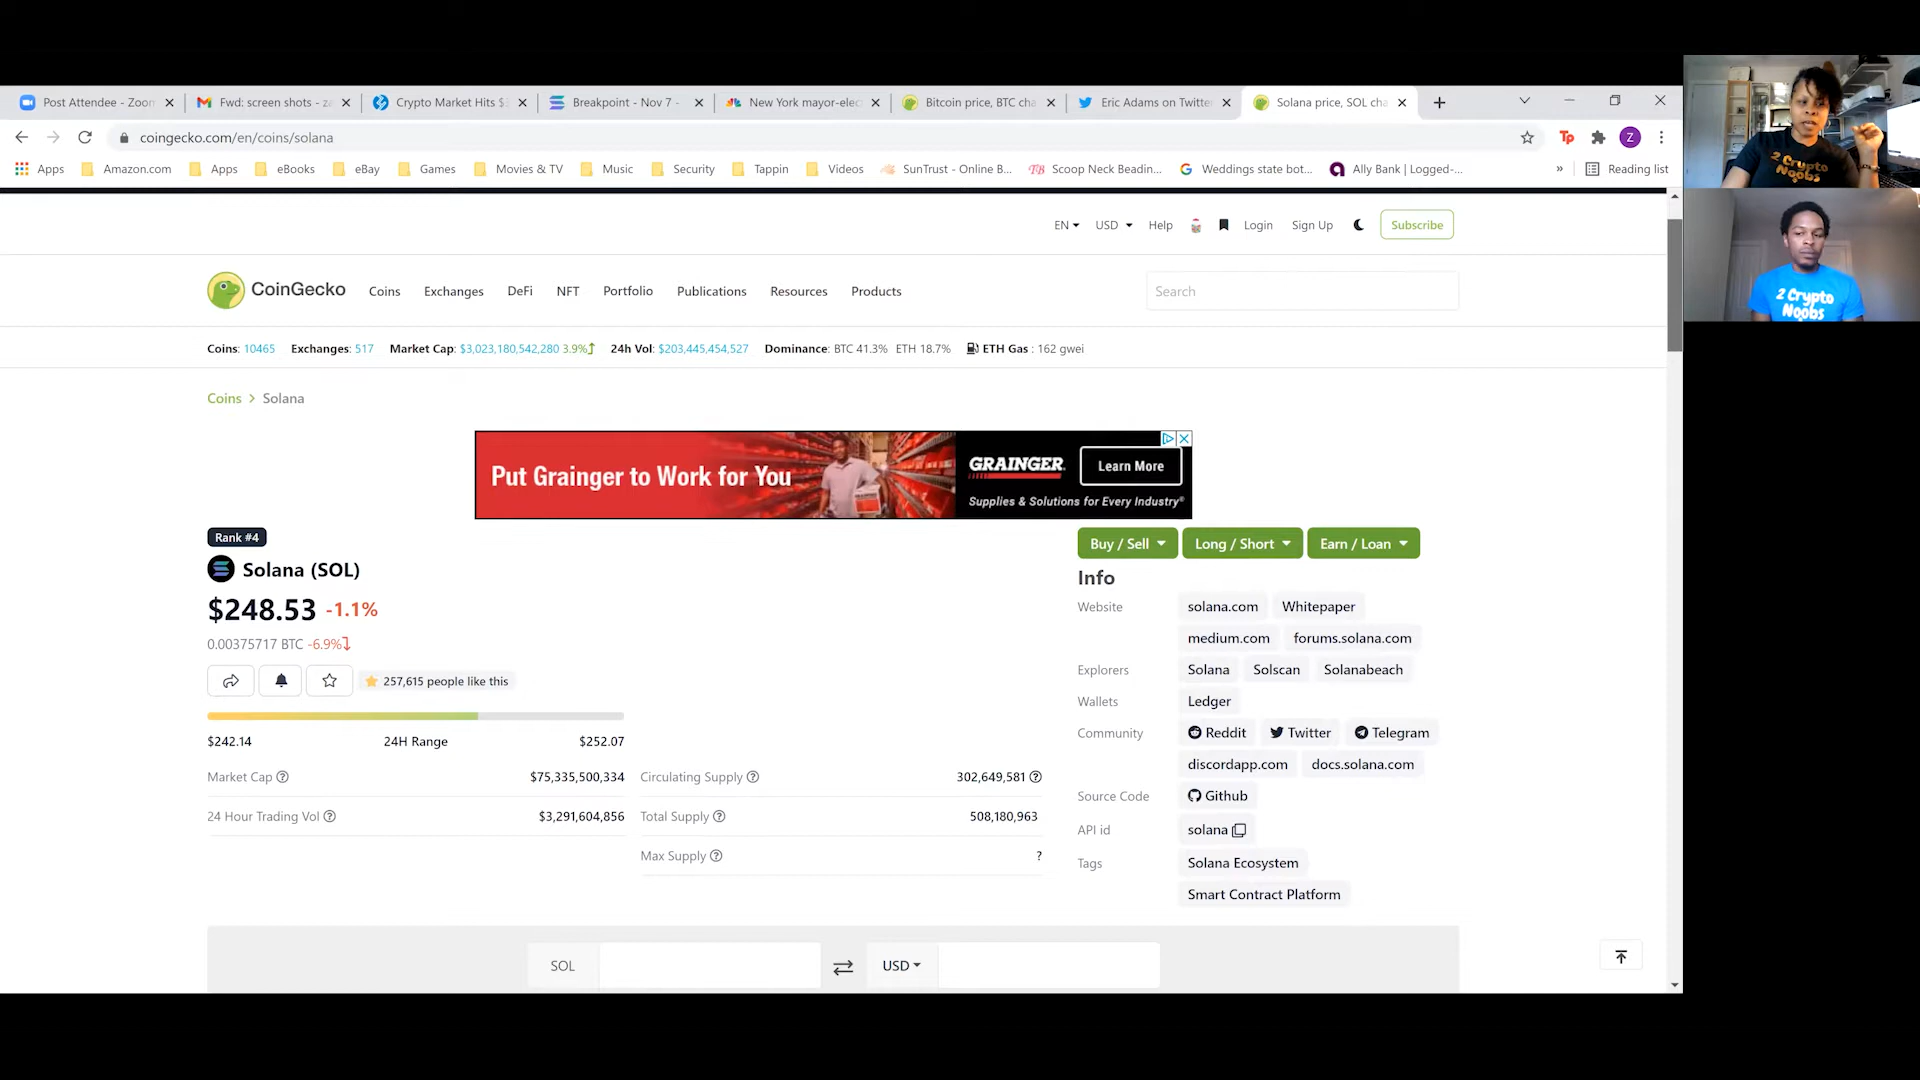 Post Attendee - Zoom
Fwd: screen shots - ze
Crypto Market Hits $3
Breakpoint - Nov 7 -
New York mayor-elec
Bitcoin price, BTC cha
Eric Adams on Twitter
Solana price, SOL cha
coingecko.com/en/coins/solana
Tp
Z
Apps
Amazon.com
Apps
eBooks
eBay
Games
Movies & TV
Music
Security
Tappin
Videos
SunTrust - Online B...
TB Scoop Neck Beadin...
Weddings state bot...
Ally Bank | Logged-...
»
Reading list
EN
USD
Help
Login
Sign Up
Subscribe
CoinGecko
Coins
Exchanges
DeFi
NFT
Portfolio
Publications
Resources
Products
Search
Coins: 10465 Exchanges: 517 Market Cap: $3,023,180,542,280 3.9% 24h Vol: $203,445,454,527 Dominance: BTC 41.3% ETH 18.7% ETH Gas : 162 gwei
Coins > Solana
Put Grainger to Work for You
GRAINGER.
Supplies & Solutions for Every Industry®
Learn More
Rank #4
Solana (SOL)
$248.53 -1.1%
0.00375717 BTC -6.9%
257,615 people like this
$242.14 24H Range $252.07
Market Cap $75,335,500,334
24 Hour Trading Vol $3,291,604,856
Circulating Supply 302,649,581
Total Supply 508,180,963
Max Supply ?
Buy / Sell
Long / Short
Earn / Loan
Info
Website solana.com Whitepaper
medium.com forums.solana.com
Explorers Solana Solscan Solanabeach
Wallets Ledger
Community Reddit Twitter Telegram
discordapp.com docs.solana.com
Source Code Github
API id solana
Tags Solana Ecosystem
Smart Contract Platform
SOL
USD
2 Crypto
Noobs
2 Crypto
Noobs